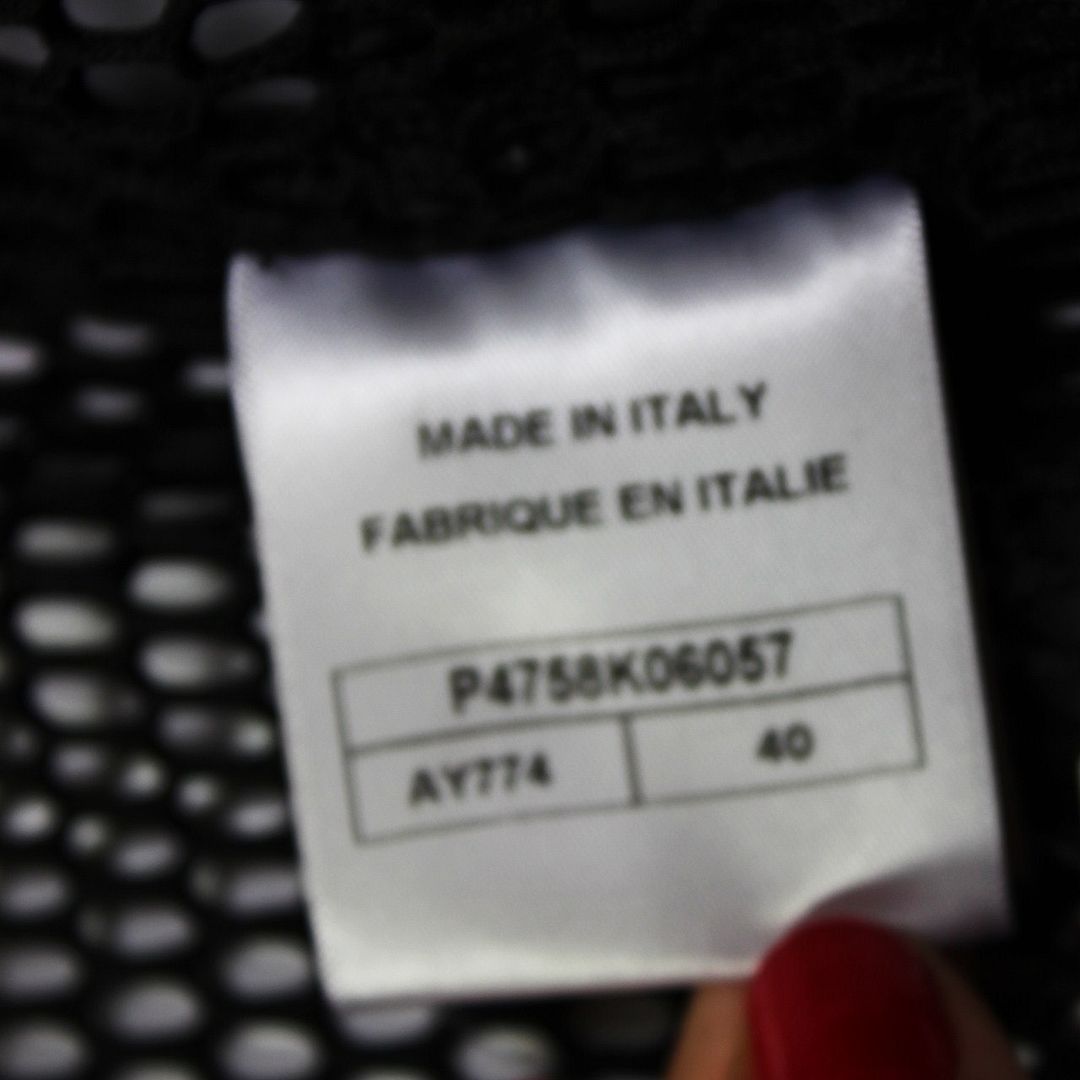 MADE IN ITALY
FABRIQUE EN ITALIE
P4758K06057
AY774 40